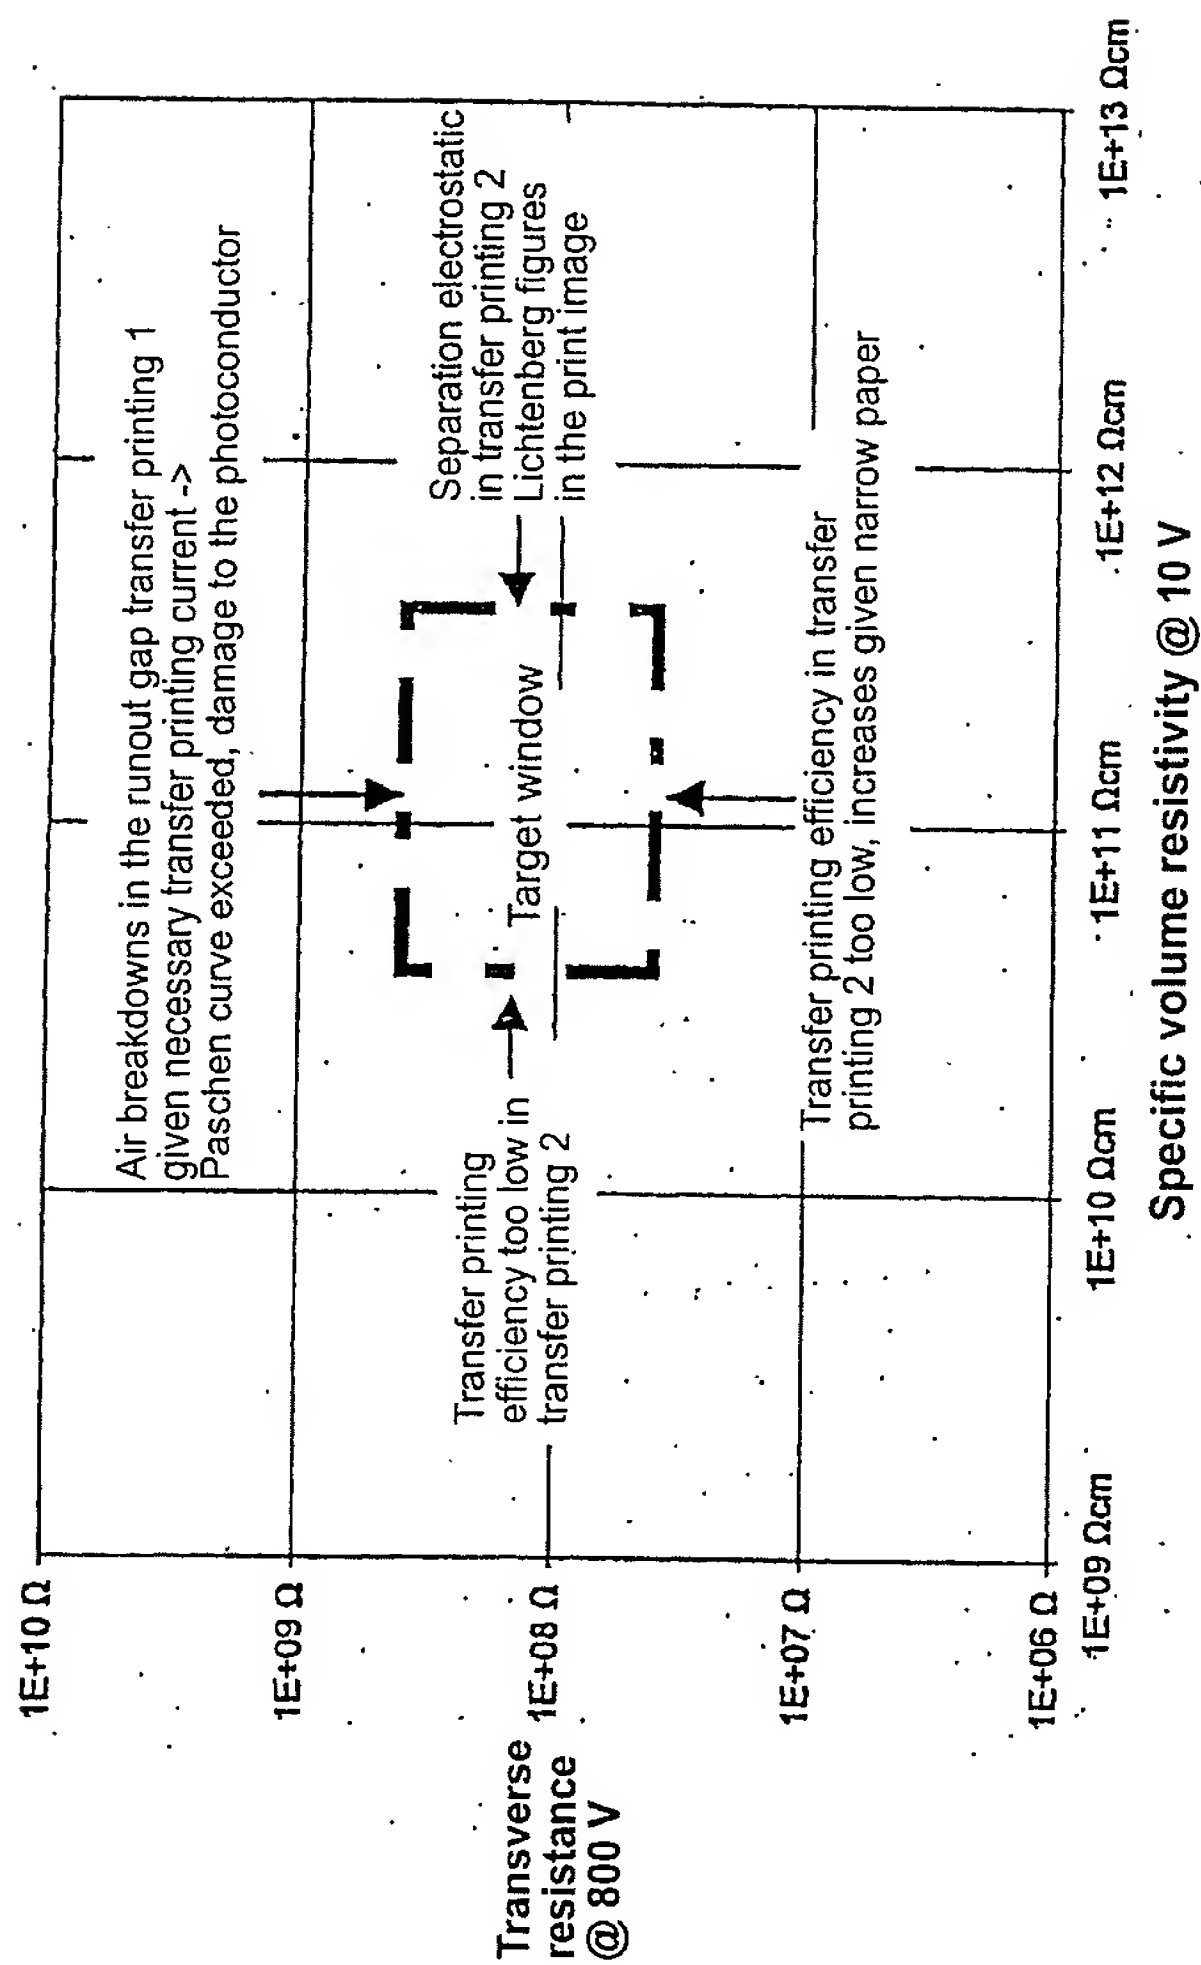 1E+10 Ω
Air breakdowns in the runout gap transfer printing 1
given necessary transfer printing current ->
Paschen curve exceeded, damage to the photoconductor
1E+09 Ω
Transverse
resistance
@ 800 V
1E+08 Ω
Transfer printing
efficiency too low in
transfer printing 2
Target window
Separation electrostatic
in transfer printing 2
Lichtenberg figures
in the print image
1E+07 Ω
Transfer printing efficiency in transfer
printing 2 too low, increases given narrow paper
1E+06 Ω
1E+09 Ωcm
1E+10 Ωcm
1E+11 Ωcm
1E+12 Ωcm
1E+13 Ωcm
Specific volume resistivity @ 10 V